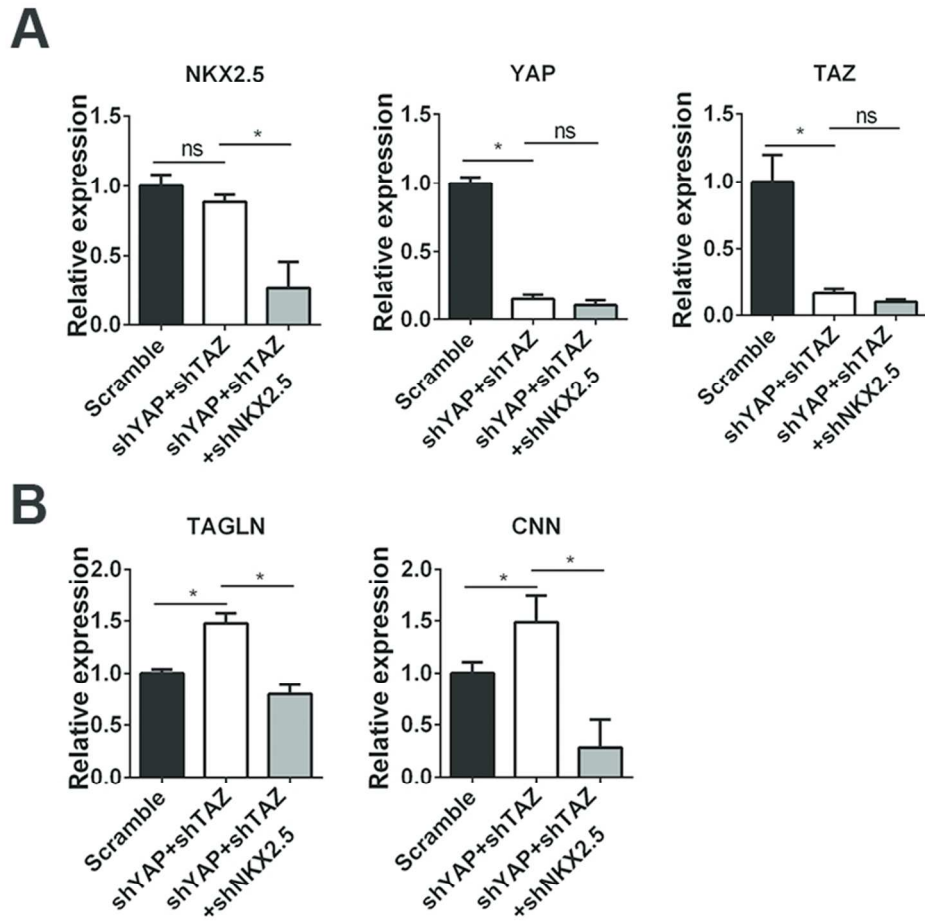 A
NKX2.5
Relative expression
1.5
1.0
0.5
0.0
ns
*
Scramble
shYAP+shTAZ
shYAP+shTAZ
+shNKX2.5
YAP
Relative expression
1.5
1.0
0.5
0.0
*
ns
Scramble
shYAP+shTAZ
shYAP+shTAZ
+shNKX2.5
TAZ
Relative expression
1.5
1.0
0.5
0.0
*
ns
Scramble
shYAP+shTAZ
shYAP+shTAZ
+shNKX2.5
B
TAGLN
Relative expression
2.0
1.5
1.0
0.5
0.0
*
*
Scramble
shYAP+shTAZ
shYAP+shTAZ
+shNKX2.5
CNN
Relative expression
2.0
1.5
1.0
0.5
0.0
*
*
Scramble
shYAP+shTAZ
shYAP+shTAZ
+shNKX2.5